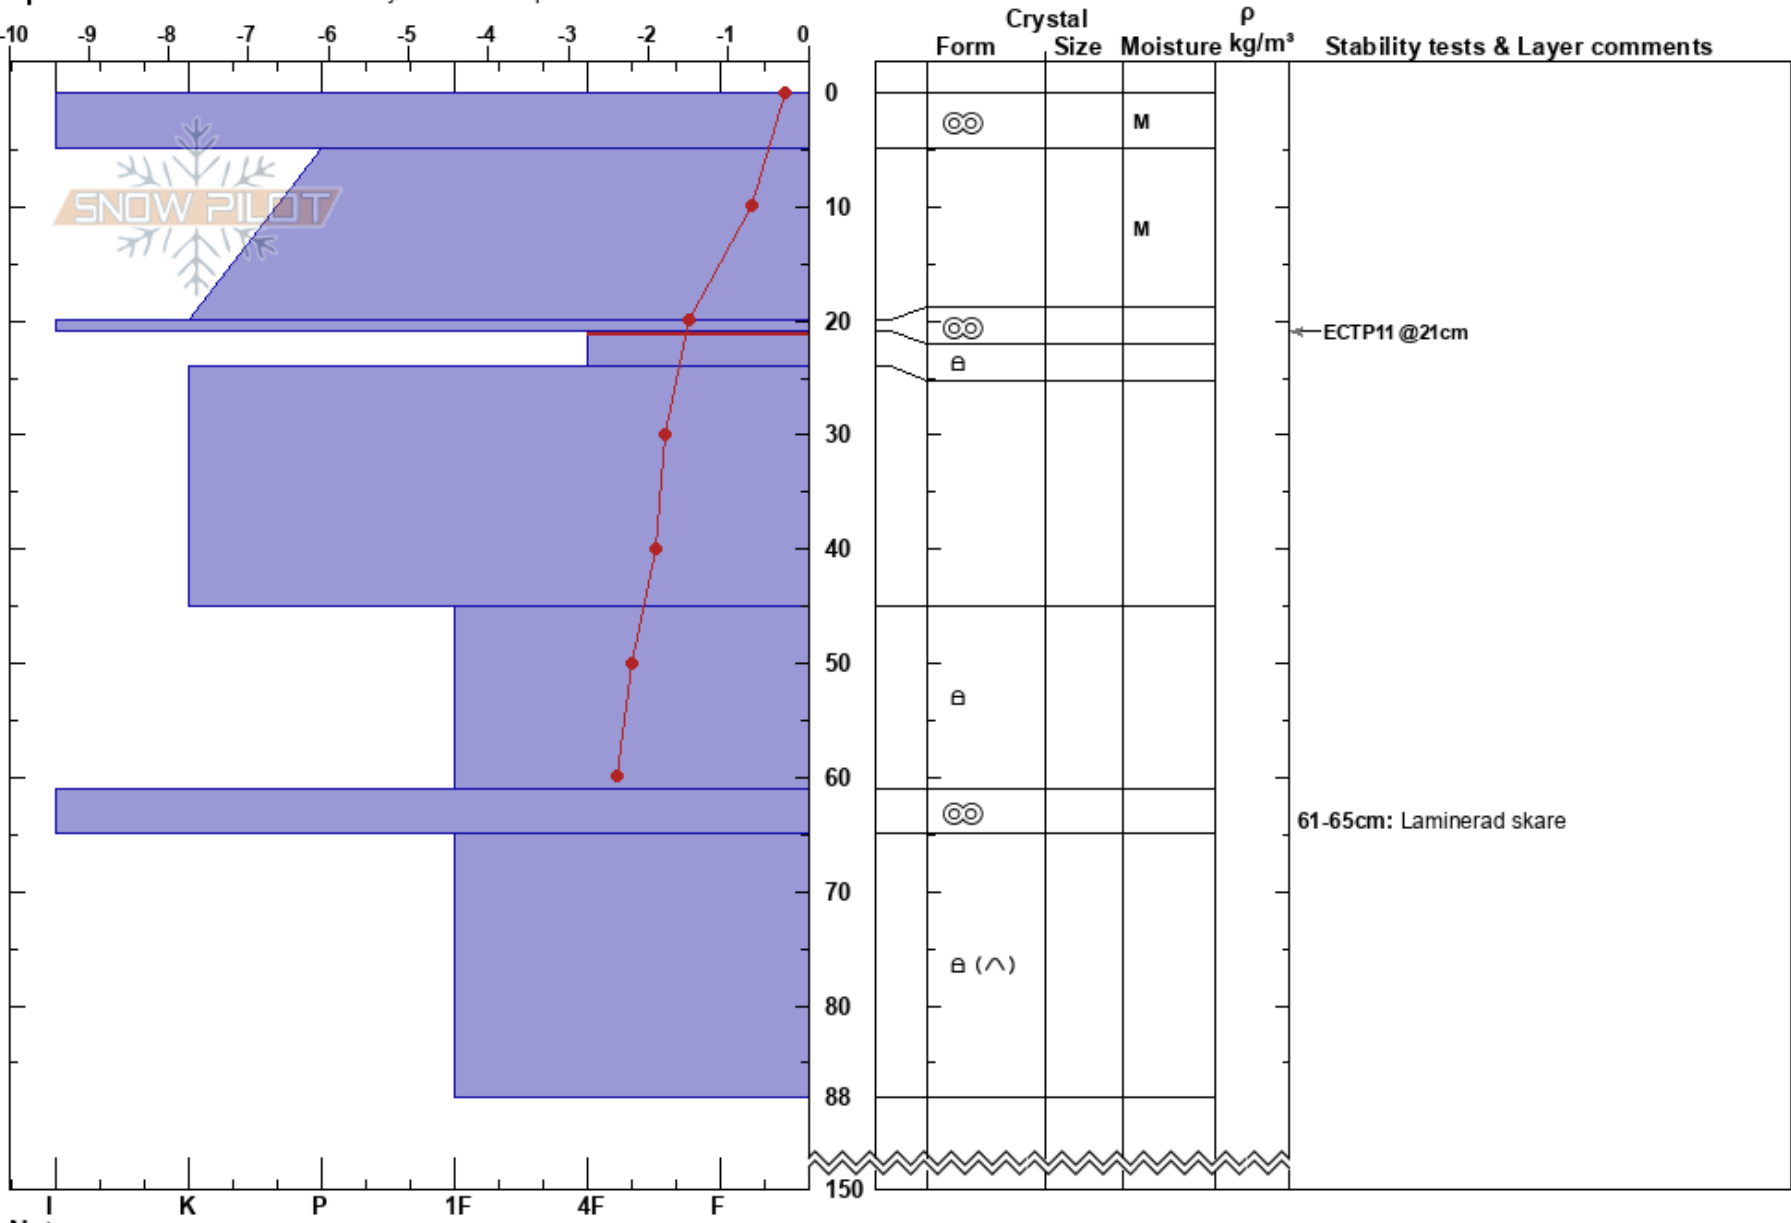 Crystal ρ
-10 -9 -8 -7 -6 -5 -4 -3 -2 -1 0 Form Size Moisture kg/m³ Stability tests & Layer comments
0
M
SNOW PILOT
10
M
20
ECTP11 @21cm
30
40
50
60
61-65cm: Laminerad skare
70
80
88
150
I K P 1F 4F F